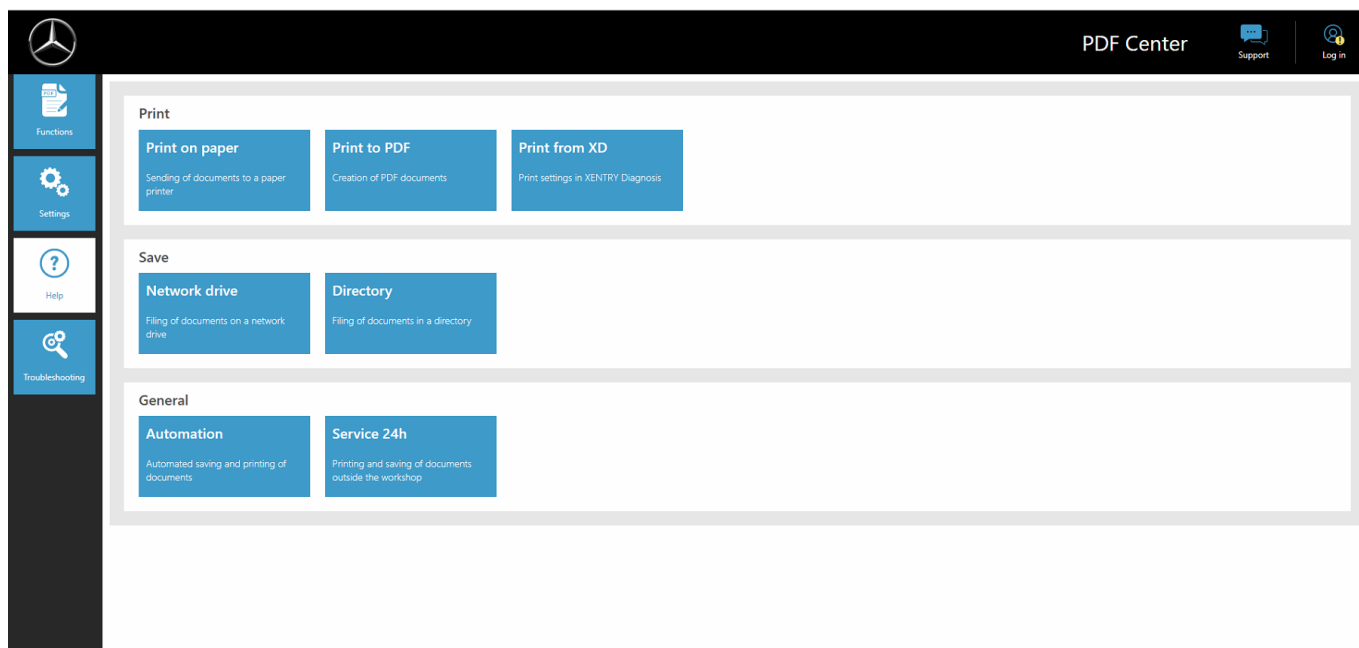 PDF Center
Support
Log in
PDF
Functions
Settings
?
Help
Troubleshooting
Print
Print on paper
Sending of documents to a paper
printer
Print to PDF
Creation of PDF documents
Print from XD
Print settings in XENTRY Diagnosis
Save
Network drive
Filing of documents on a network
drive
Directory
Filing of documents in a directory
General
Automation
Automated saving and printing of
documents
Service 24h
Printing and saving of documents
outside the workshop